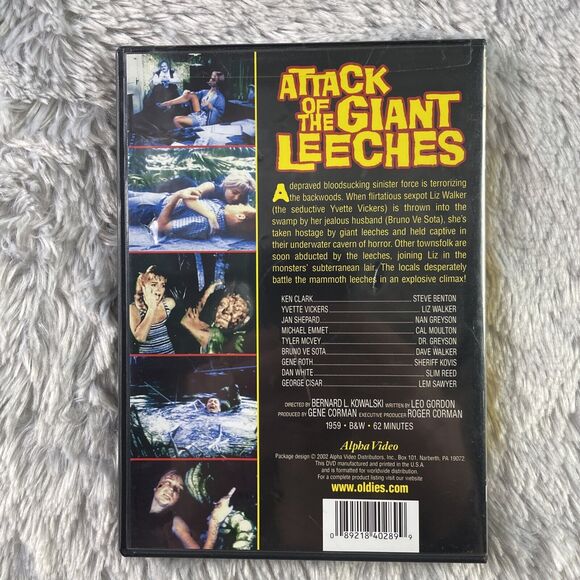 ATTACK
OF THE GIANT
LEECHES
A depraved bloodsucking sinister force is terrorizing
the backwoods. When flirtatious sexpot Liz Walker
(the seductive Yvette Vickers) is thrown into the
swamp by her jealous husband (Bruno Ve Sota), she's
taken hostage by giant leeches and held captive in
their underwater cavern of horror. Other townsfolk are
soon abducted by the leeches, joining Liz in the
monsters' subterranean lair. The locals desperately
battle the mammoth leeches in an explosive climax!
KEN CLARK STEVE BENTON
YVETTE VICKERS LIZ WALKER
JAN SHEPARD NAN GREYSON
MICHAEL EMMET CAL MOULTON
TYLER MCVEY DR. GREYSON
BRUNO VE SOTA DAVE WALKER
GENE ROTH SHERIFF KOVIS
DAN WHITE SLIM REED
GEORGE CISAR LEM SAWYER
DIRECTED BY BERNARD L. KOWALSKI WRITTEN BY LEO GORDON
PRODUCED BY GENE CORMAN EXECUTIVE PRODUCER ROGER CORMAN
1959 • B&W • 62 MINUTES
Alpha Video
Package design © 2002 Alpha Video Distributors, Inc., Box 101, Narberth, PA 19072
This DVD manufactured and printed in the U.S.A
and is formatted for worldwide distribution.
For a complete product listing visit our website
www.oldies.com
0 89218 40289 9